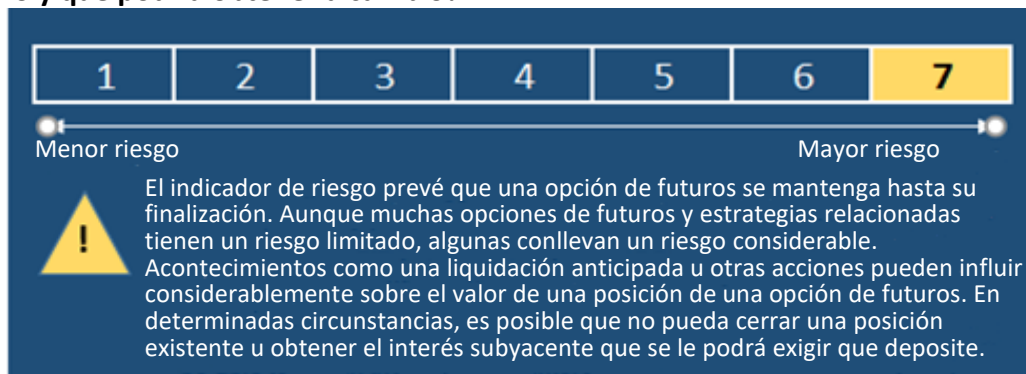 1 2 3 4 5 6 7
Menor riesgo Mayor riesgo
El indicador de riesgo prevé que una opción de futuros se mantenga hasta su
finalización. Aunque muchas opciones de futuros y estrategias relacionadas
! tienen un riesgo limitado, algunas conllevan un riesgo considerable.
Acontecimientos como una liquidación anticipada u otras acciones pueden influir
considerablemente sobre el valor de una posición de una opción de futuros. En
determinadas circunstancias, es posible que no pueda cerrar una posición
existente u obtener el interés subyacente que se le podrá exigir que deposite.